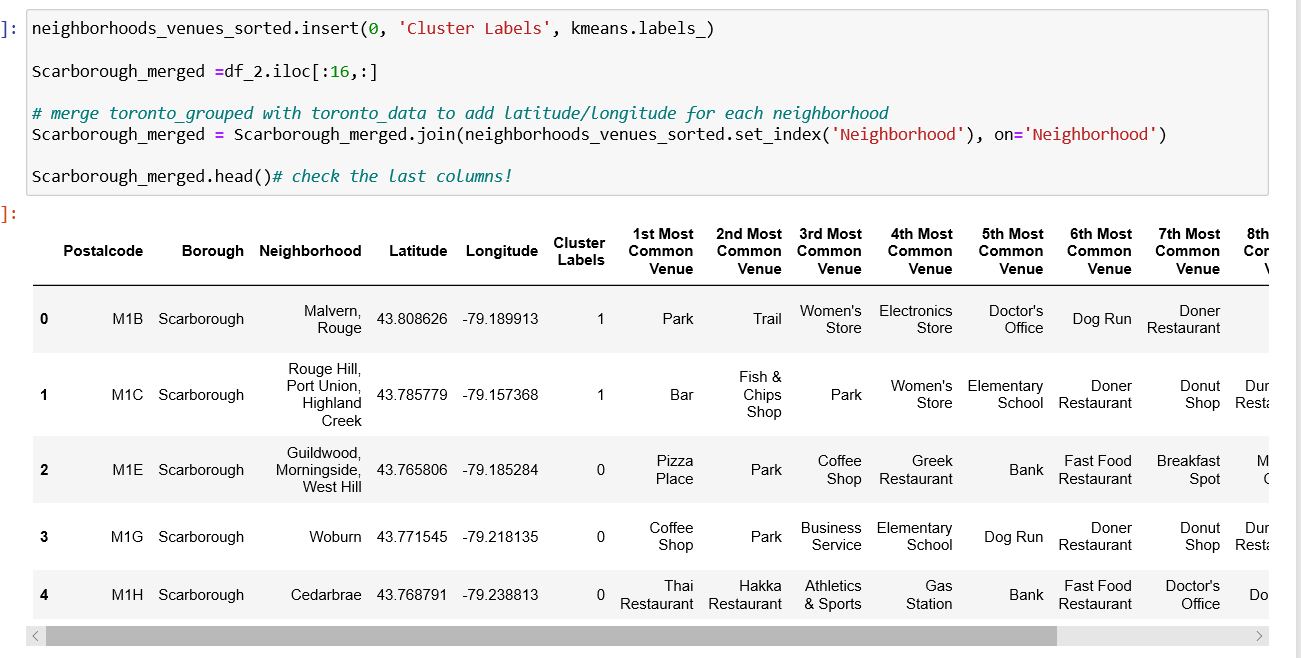 ]:
neighborhoods_venues_sorted.insert(0, 'Cluster Labels', kmeans.labels_)
Scarborough_merged =df_2.iloc[:16,:]
# merge toronto_grouped with toronto_data to add latitude/longitude for each neighborhood
Scarborough_merged = Scarborough_merged.join(neighborhoods_venues_sorted.set_index('Neighborhood'), on='Neighborhood')
Scarborough_merged.head()# check the last columns!
]:
Postalcode Borough Neighborhood Latitude Longitude Cluster Labels 1st Most Common Venue 2nd Most Common Venue 3rd Most Common Venue 4th Most Common Venue 5th Most Common Venue 6th Most Common Venue 7th Most Common Venue 8th
0 M1B Scarborough Malvern, Rouge 43.808626 -79.189913 1 Park Trail Women's Store Electronics Store Doctor's Office Dog Run Doner Restaurant
1 M1C Scarborough Rouge Hill, Port Union, Highland Creek 43.785779 -79.157368 1 Bar Fish & Chips Shop Park Women's Store Elementary School Doner Restaurant Donut Shop
2 M1E Scarborough Guildwood, Morningside, West Hill 43.765806 -79.185284 0 Pizza Place Park Coffee Shop Greek Restaurant Bank Fast Food Restaurant Breakfast Spot
3 M1G Scarborough Woburn 43.771545 -79.218135 0 Coffee Shop Park Business Service Elementary School Dog Run Doner Restaurant Donut Shop
4 M1H Scarborough Cedarbrae 43.768791 -79.238813 0 Thai Restaurant Hakka Restaurant Athletics & Sports Gas Station Bank Fast Food Restaurant Doctor's Office